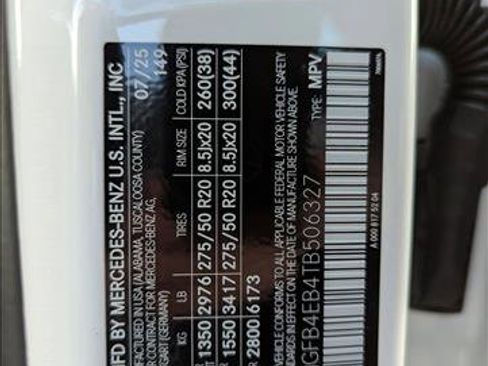 MFD BY MERCEDES-BENZ U.S. INTL., INC
MANUFACTURED IN USA (ALABAMA, TUSCALOOSA COUNTY) 07/25
CONTRACT FOR MERCEDES-BENZ AG, 149
(GERMANY)
KG LB TIRES RIM SIZE COLD KPA(PSI)
1350 2976 275/50 R20 8.5Jx20 260(38)
1550 3417 275/50 R20 8.5Jx20 300(44)
2800 6173
VEHICLE CONFORMS TO ALL APPLICABLE FEDERAL MOTOR VEHICLE SAFETY
STANDARDS IN EFFECT ON THE DATE OF MANUFACTURE SHOWN ABOVE.
GFB4EB4TB506327 TYPE: MPV
A 000 817 52 04